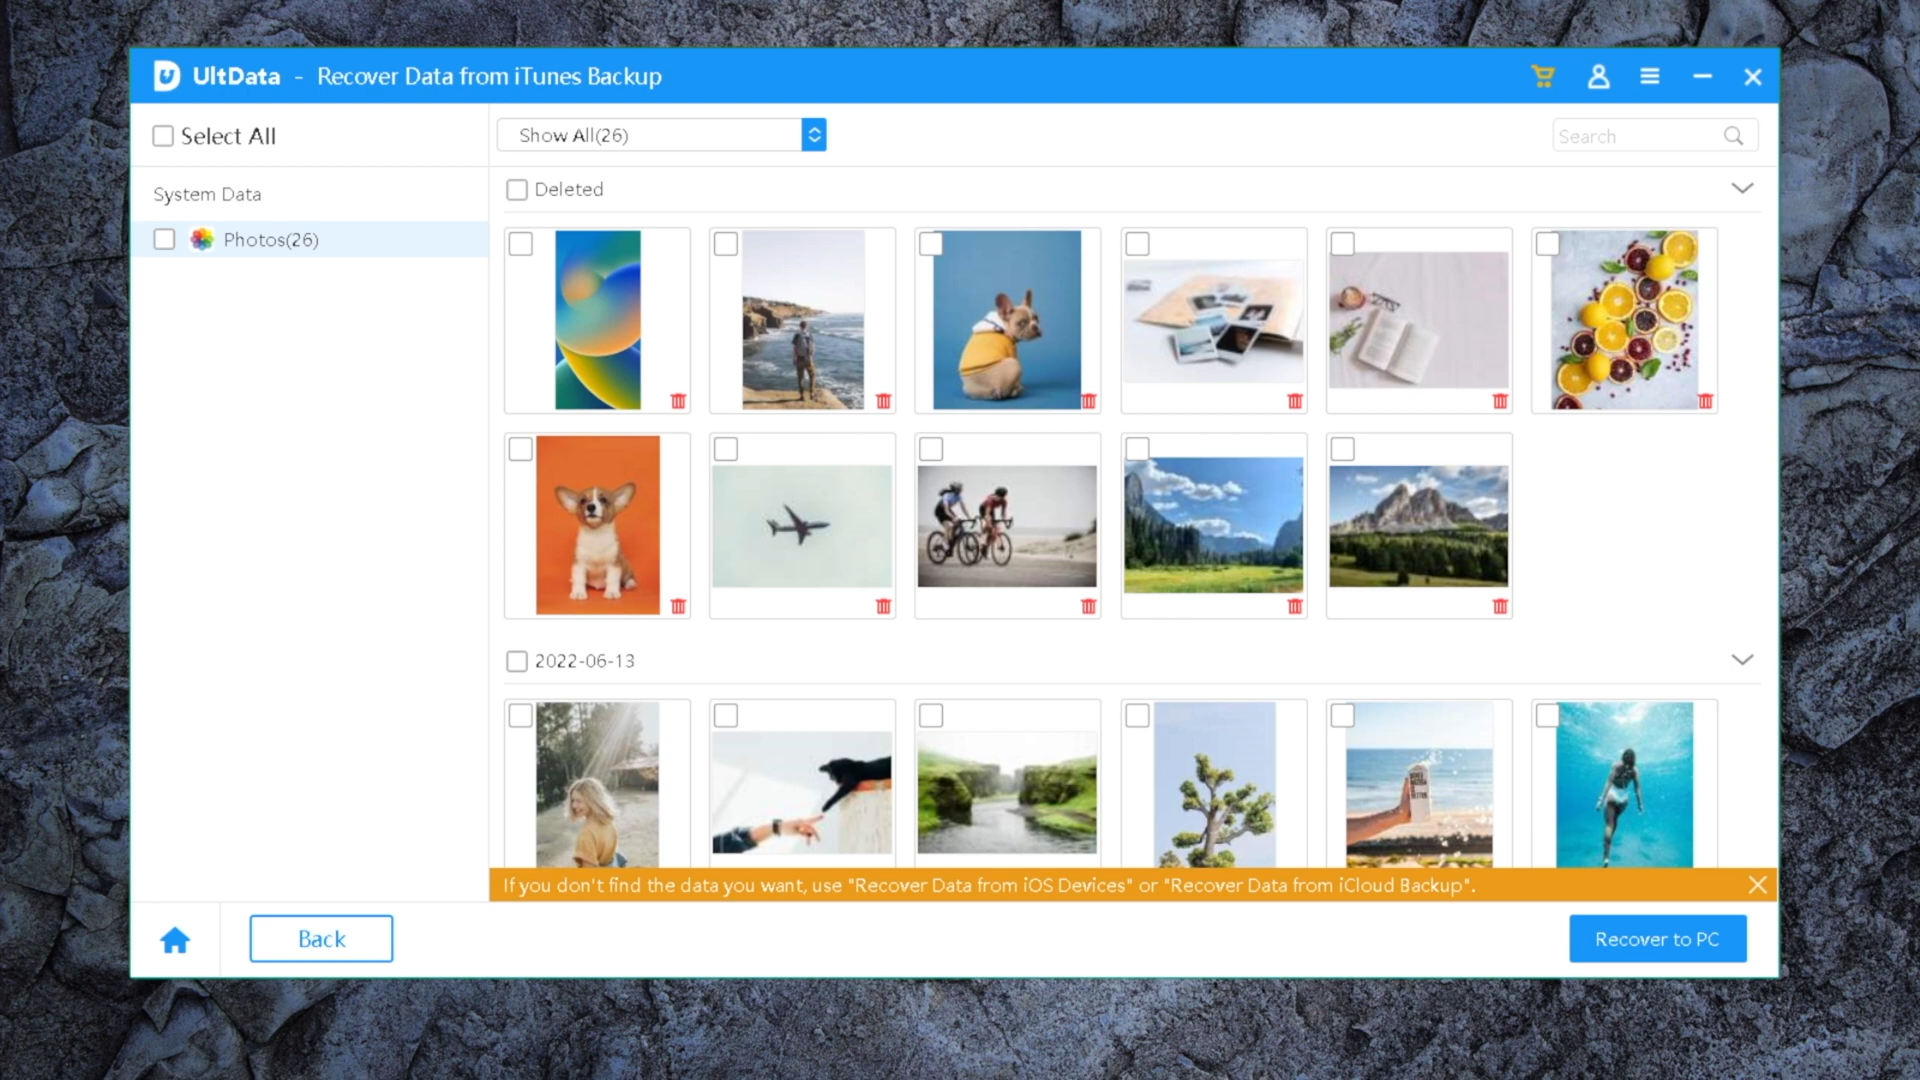 UltData - Recover Data from iTunes Backup
Select All
Show All(26)
Search
System Data
Photos(26)
Deleted
2022-06-13
If you don't find the data you want, use "Recover Data from iOS Devices" or "Recover Data from iCloud Backup".
Back
Recover to PC